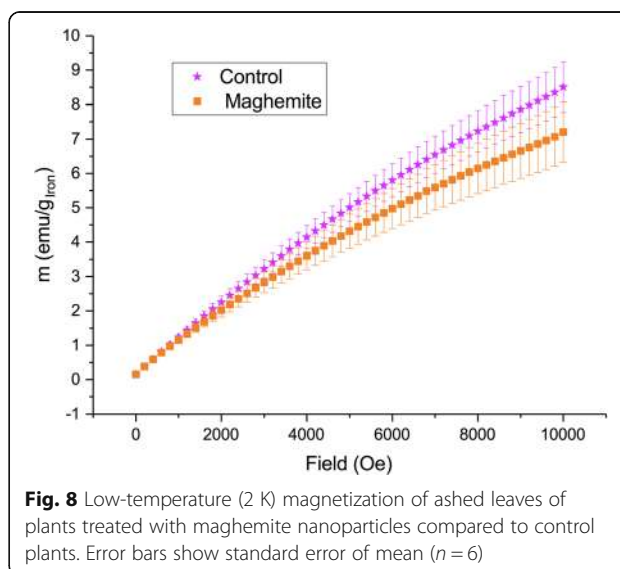 10
9
8
7
6
5
4
3
2
1
0
-1
m (emu/g_Iron)
Control
Maghemite
0 2000 4000 6000 8000 10000
Field (Oe)
Fig. 8 Low-temperature (2 K) magnetization of ashed leaves of
plants treated with maghemite nanoparticles compared to control
plants. Error bars show standard error of mean (n = 6)